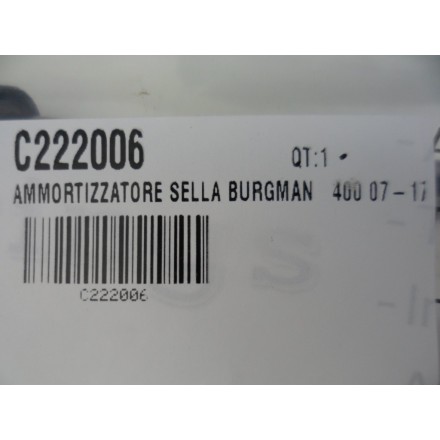 C222006 QT:1
AMMORTIZZATORE SELLA BURGMAN 400 07-17
C222006